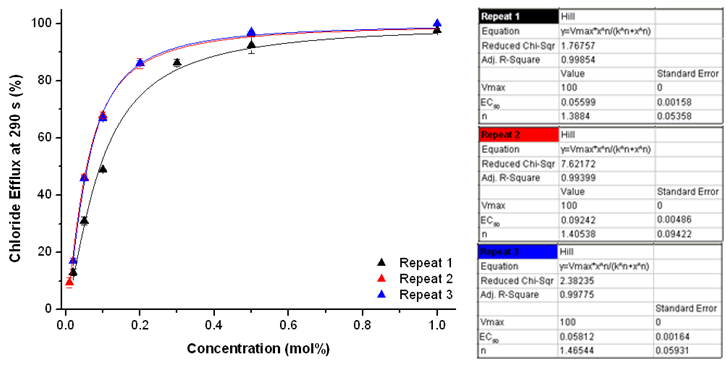 Chloride Efflux at 290 s (%)
100
80
60
40
20
0
0.0 0.2 0.4 0.6 0.8 1.0
Concentration (mol%)
Repeat 1
Repeat 2
Repeat 3
Repeat 1 Hill
Equation y=Vmax*x^n/(k^n+x^n)
Reduced Chi-Sqr 1.76757
Adj. R-Square 0.99854
Value Standard Error
Vmax 100 0
EC50 0.05599 0.00158
n 1.3884 0.05358
Repeat 2 Hill
Equation y=Vmax*x^n/(k^n+x^n)
Reduced Chi-Sqr 7.62172
Adj. R-Square 0.99399
Value Standard Error
Vmax 100 0
EC50 0.09242 0.00486
n 1.40538 0.09422
Repeat 3 Hill
Equation y=Vmax*x^n/(k^n+x^n)
Reduced Chi-Sqr 2.38235
Adj. R-Square 0.99775
Standard Error
Vmax 100 0
EC50 0.05812 0.00164
n 1.46544 0.05931